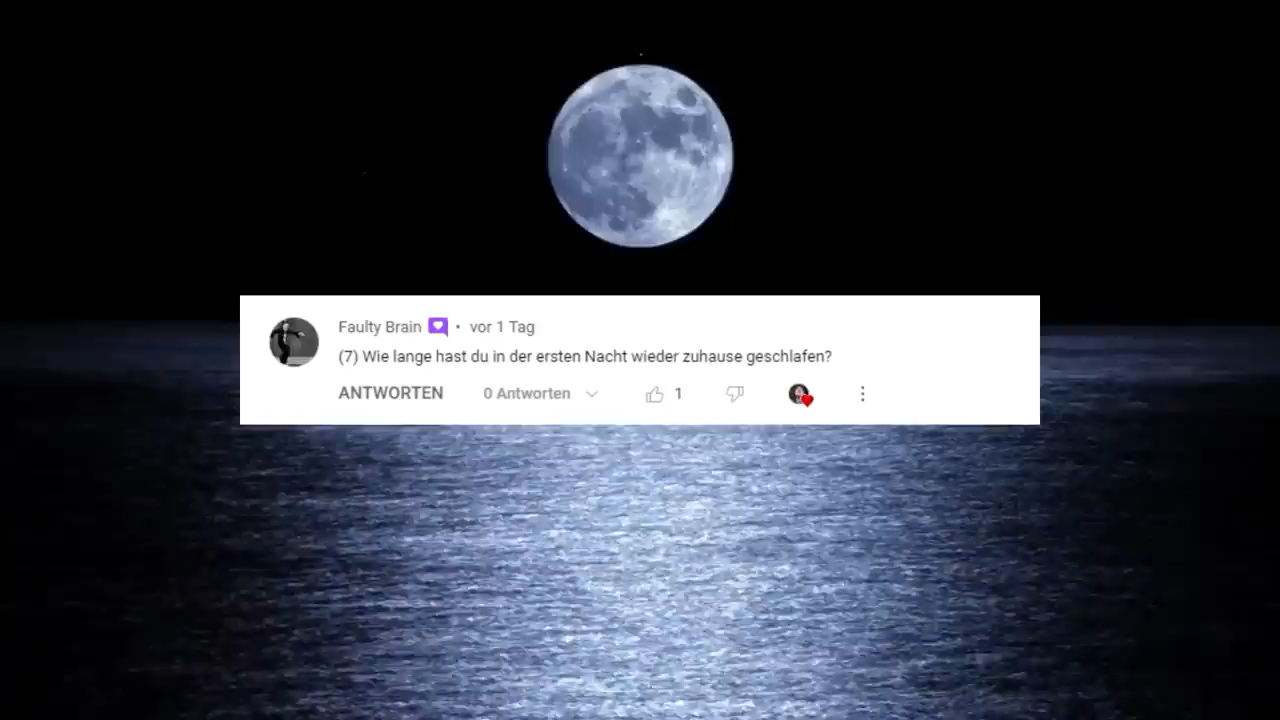 Faulty Brain • vor 1 Tag
(7) Wie lange hast du in der ersten Nacht wieder zuhause geschlafen?
ANTWORTEN 0 Antworten 1